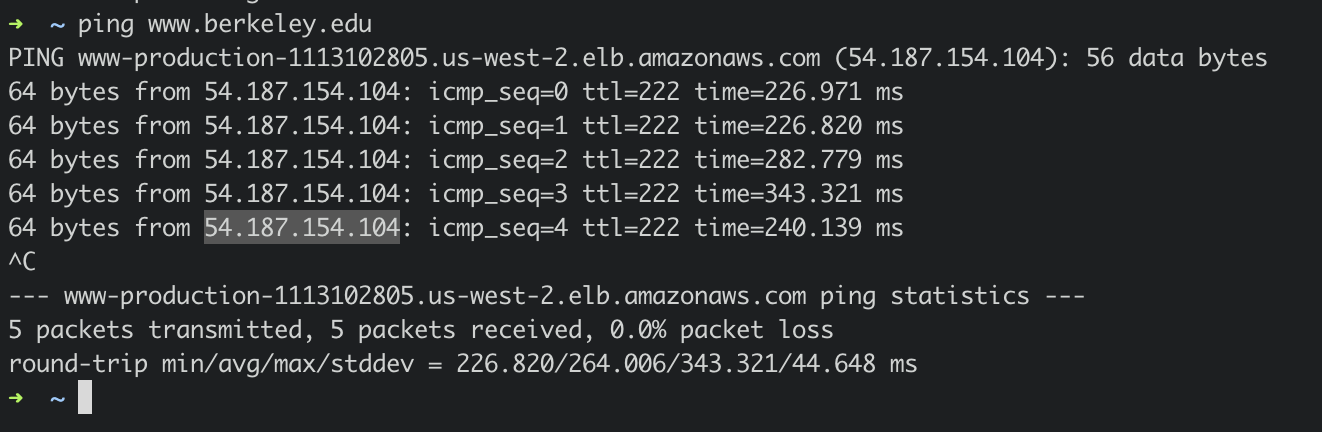 ➜  ~ ping www.berkeley.edu
PING www-production-1113102805.us-west-2.elb.amazonaws.com (54.187.154.104): 56 data bytes
64 bytes from 54.187.154.104: icmp_seq=0 ttl=222 time=226.971 ms
64 bytes from 54.187.154.104: icmp_seq=1 ttl=222 time=226.820 ms
64 bytes from 54.187.154.104: icmp_seq=2 ttl=222 time=282.779 ms
64 bytes from 54.187.154.104: icmp_seq=3 ttl=222 time=343.321 ms
64 bytes from 54.187.154.104: icmp_seq=4 ttl=222 time=240.139 ms
^C
--- www-production-1113102805.us-west-2.elb.amazonaws.com ping statistics ---
5 packets transmitted, 5 packets received, 0.0% packet loss
round-trip min/avg/max/stddev = 226.820/264.006/343.321/44.648 ms
➜  ~